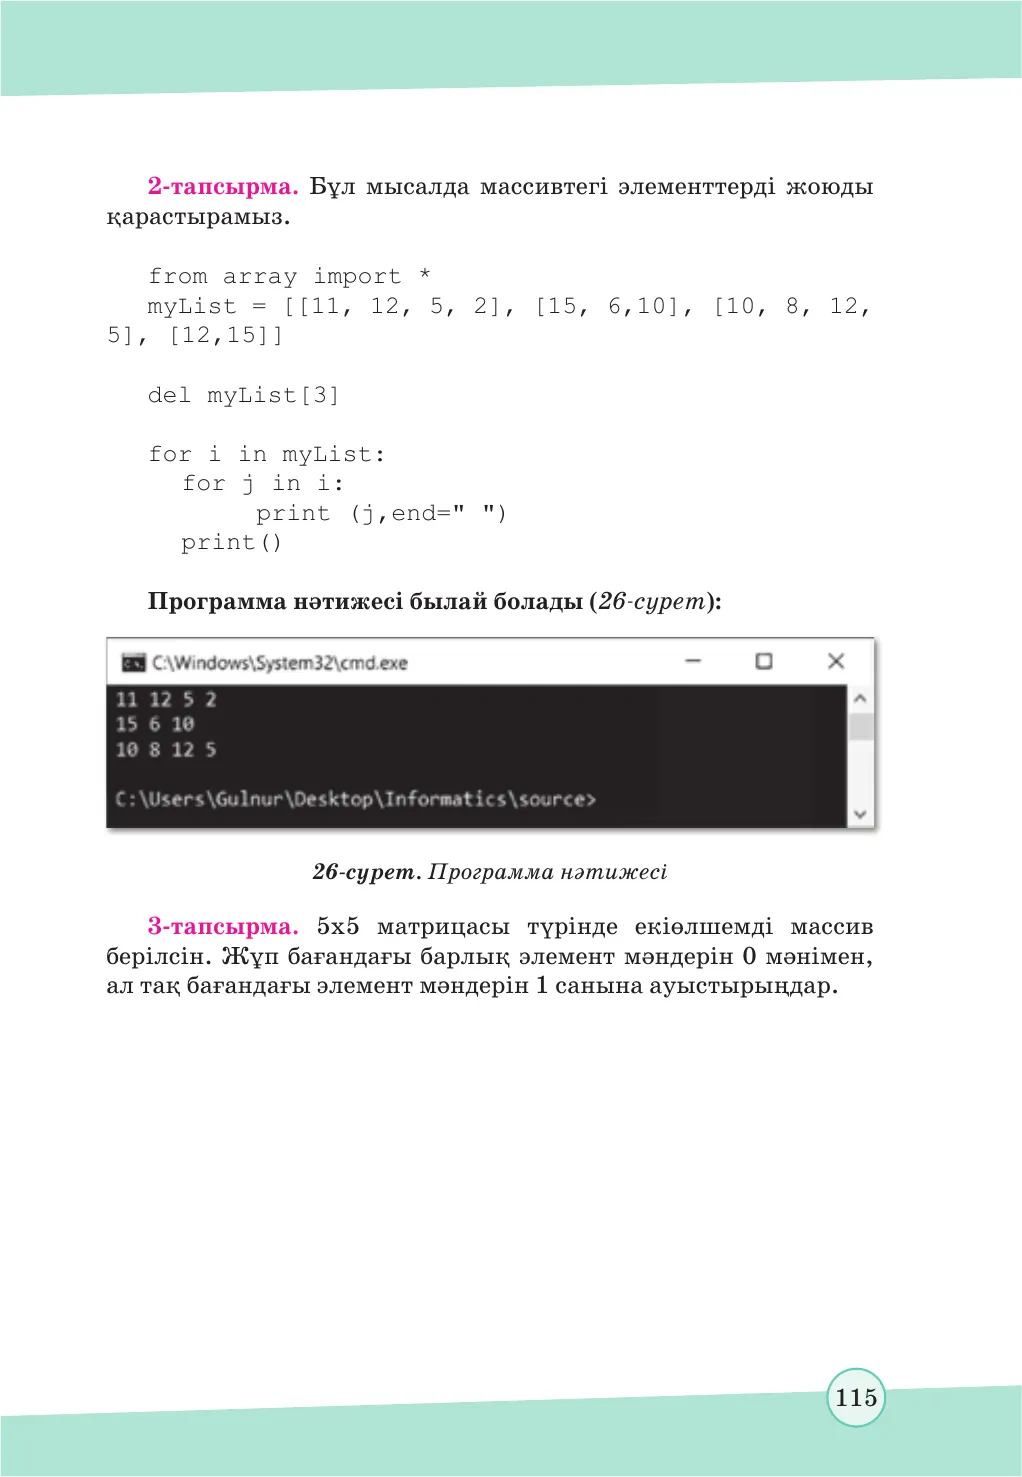 2-тапсырма. Бұл мысалда массивтегі элементтерді жоюды
қарастырамыз.
from array import *
myList = [[11, 12, 5, 2], [15, 6,10], [10, 8, 12,
5], [12,15]]
del myList[3]
for i in myList:
for j in i:
print (j,end=" ")
print()
Программа нәтижесі былай болады (26-сурет):
C:\Windows\System32\cmd.exe
11 12 5 2
15 6 10
10 8 12 5
C:\Users\Gulnur\Desktop\Informatics\source>
26-сурет. Программа нәтижесі
3-тапсырма. 5x5 матрицасы түрінде екіөлшемді массив
берілсін. Жұп бағандағы барлық элемент мәндерін 0 мәнімен,
ал тақ бағандағы элемент мәндерін 1 санына ауыстырыңдар.
115